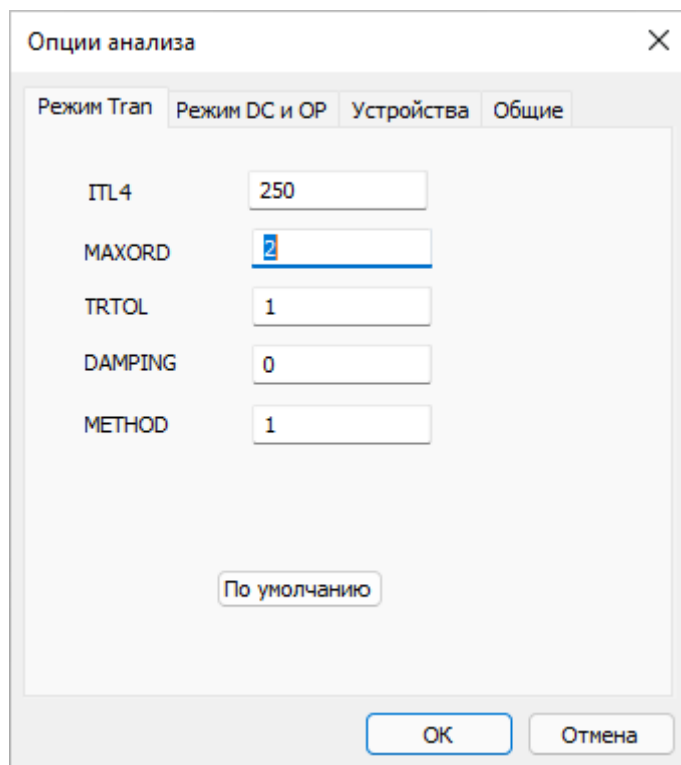 Опции анализа
Режим Tran Режим DC и OP Устройства Общие
ITL4 250
MAXORD 2
TRTOL 1
DAMPING 0
METHOD 1
По умолчанию
OK Отмена